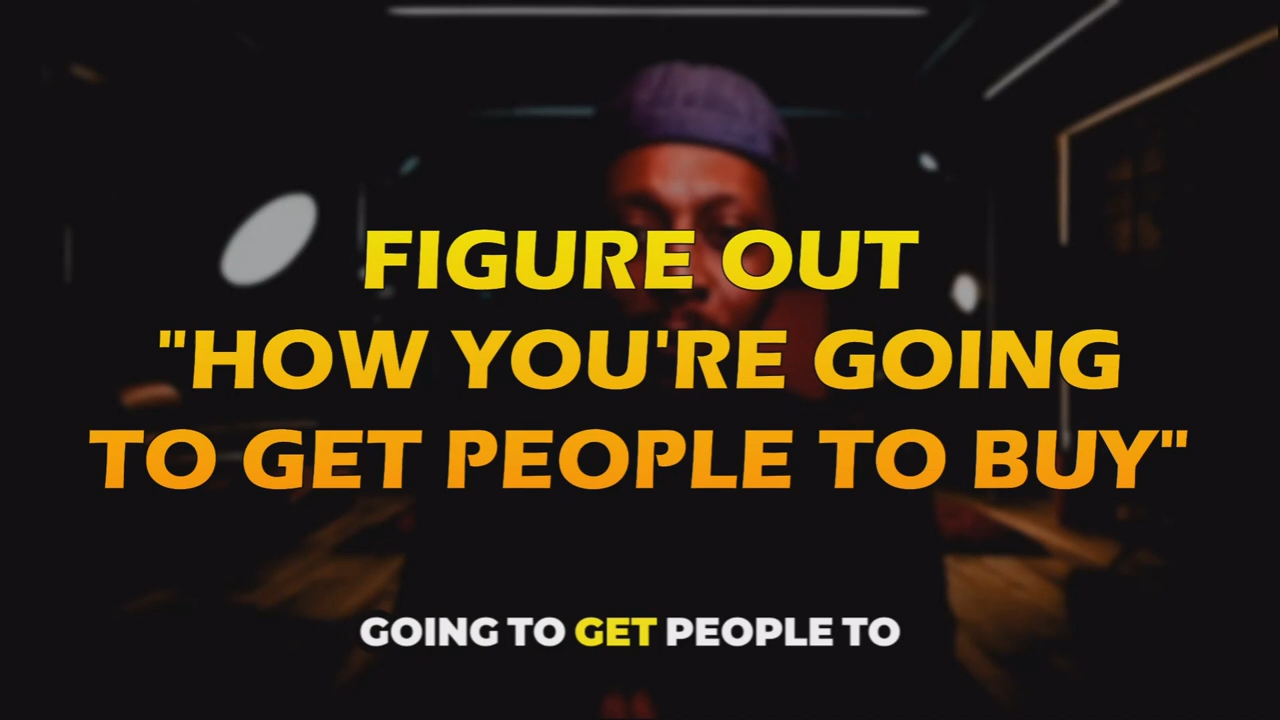 FIGURE OUT
"HOW YOU'RE GOING
TO GET PEOPLE TO BUY"
GOING TO GET PEOPLE TO